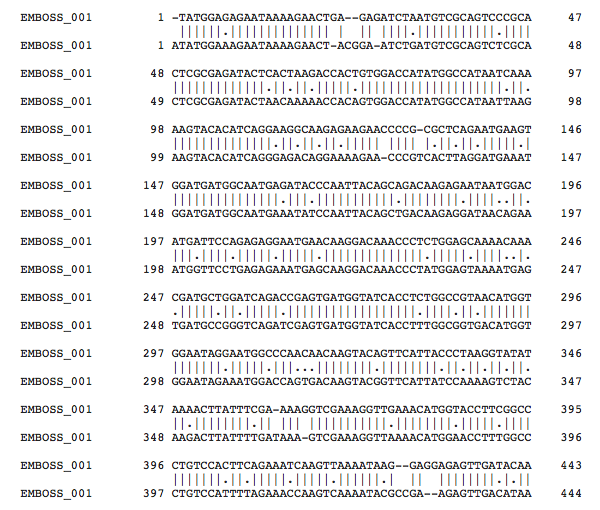 EMBOSS_001 1 -TATGGAGAGAATAAAAGAACTGA--GAGATCTAATGTCGCAGTCCCGCA 47
EMBOSS_001 1 ATATGGAAAGAATAAAAGAACT-ACGGA-ATCTGATGTCGCAGTCTCGCA 48
EMBOSS_001 48 CTCGCGAGATACTCACTAAGACCACTGTGGACCATATGGCCATAATCAAA 97
EMBOSS_001 49 CTCGCGAGATACTAACAAAAACCACAGTGGACCATATGGCCATAATTAAG 98
EMBOSS_001 98 AAGTACACATCAGGAAGGCAAGAGAAGAACCCCG-CGCTCAGAATGAAGT 146
EMBOSS_001 99 AAGTACACATCAGGGAGACAGGAAAAGAA-CCCGTCACTTAGGATGAAAT 147
EMBOSS_001 147 GGATGATGGCAATGAGATACCCAATTACAGCAGACAAGAGAATAATGGAC 196
EMBOSS_001 148 GGATGATGGCAATGAAATATCCAATTACAGCTGACAAGAGGATAACAGAA 197
EMBOSS_001 197 ATGATTCCAGAGAGGAATGAACAAGGACAAACCCTCTGGAGCAAAACAAA 246
EMBOSS_001 198 ATGGTTCCTGAGAGAAATGAGCAAGGACAAACCCTATGGAGTAAAATGAG 247
EMBOSS_001 247 CGATGCTGGATCAGACCGAGTGATGGTATCACCTCTGGCCGTAACATGGT 296
EMBOSS_001 248 TGATGCCGGGTCAGATCGAGTGATGGTATCACCTTTGGCGGTGACATGGT 297
EMBOSS_001 297 GGAATAGGAATGGCCCAACAACAAGTACAGTTCATTACCCTAAGGTATAT 346
EMBOSS_001 298 GGAATAGAAATGGACCAGTGACAAGTACGGTTCATTATCCAAAAGTCTAC 347
EMBOSS_001 347 AAAACTTATTTCGA-AAAGGTCGAAAGGTTGAAACATGGTACCTTCGGCC 395
EMBOSS_001 348 AAGACTTATTTTGATAAA-GTCGAAAGGTTAAAACATGGAACCTTTGGCC 396
EMBOSS_001 396 CTGTCCACTTCAGAAATCAAGTTAAAATAAG--GAGGAGAGTTGATACAA 443
EMBOSS_001 397 CTGTCCATTTTAGAAACCAAGTCAAAATACGCCGA--AGAGTTGACATAA 444